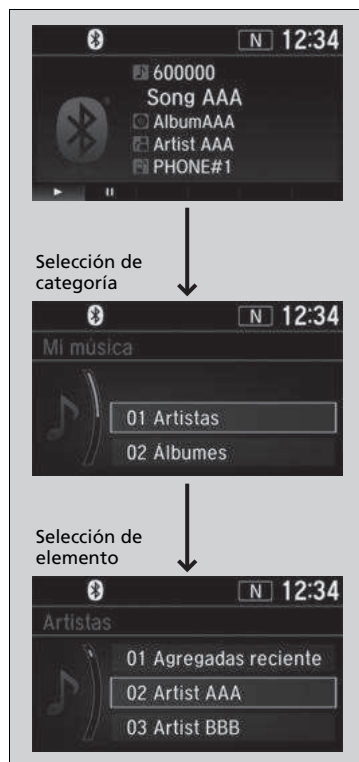 N 12:34
600000
Song AAA
AlbumAAA
Artist AAA
PHONE#1
Selección de
categoría
N 12:34
Mi música
01 Artistas
02 Álbumes
Selección de
elemento
N 12:34
Artistas
01 Agregadas reciente
02 Artist AAA
03 Artist BBB